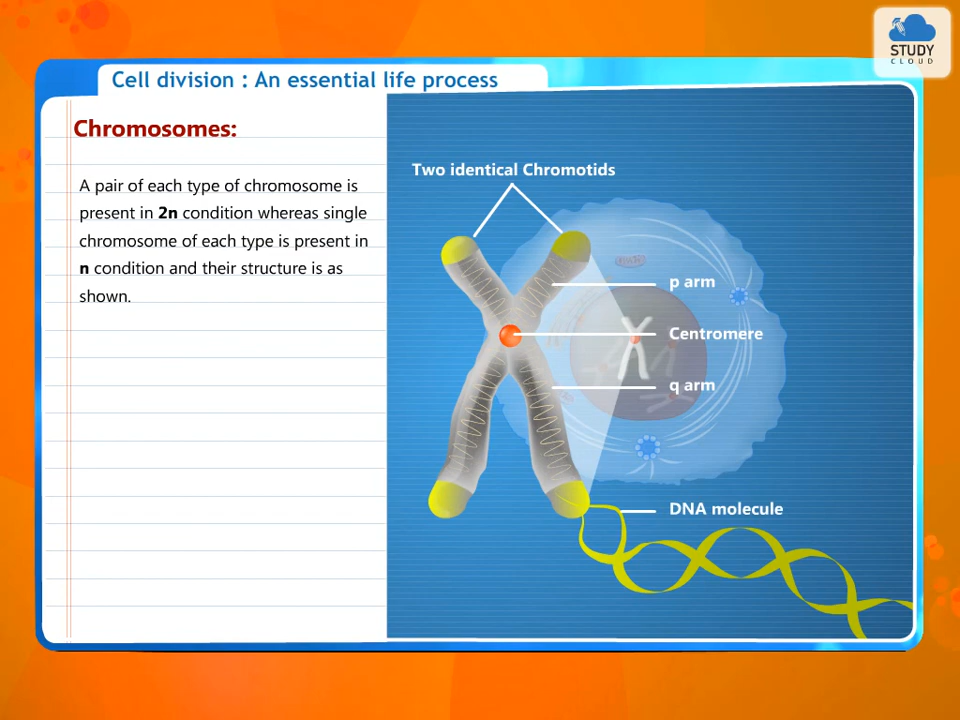 STUDY
CLOUD
Cell division : An essential life process
Chromosomes:
A pair of each type of chromosome is
present in 2n condition whereas single
chromosome of each type is present in
n condition and their structure is as
shown.
Two identical Chromotids
p arm
Centromere
q arm
DNA molecule